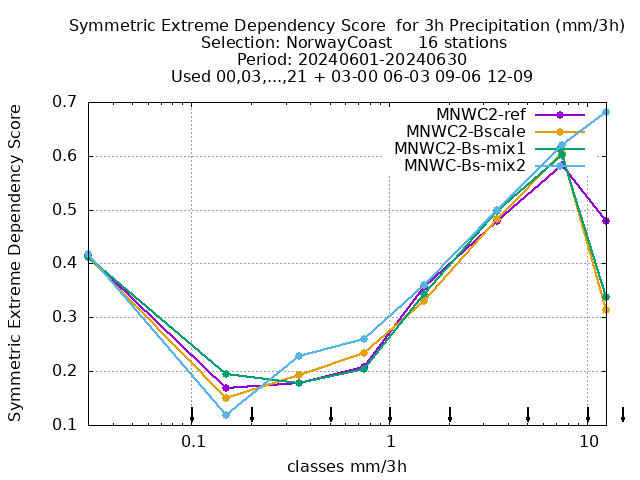 Symmetric Extreme Dependency Score  for 3h Precipitation (mm/3h)
Selection: NorwayCoast     16 stations
Period: 20240601-20240630
Used 00,03,...,21 + 03-00 06-03 09-06 12-09
Symmetric Extreme Dependency Score
0.7
0.6
0.5
0.4
0.3
0.2
0.1
MNWC2-ref
MNWC2-Bscale
MNWC2-Bs-mix1
MNWC-Bs-mix2
0.1 1 10
classes mm/3h